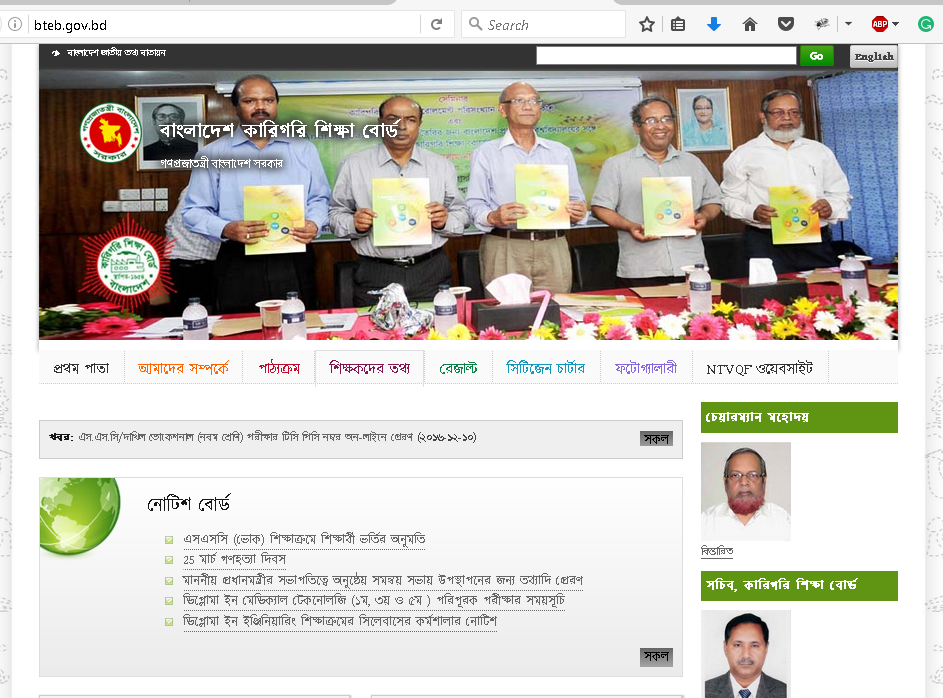 bteb.gov.bd
Search
ABP
বাংলাদেশ জাতীয় তথ্য বাতায়ন
Go
English
সেমিনার
এবং
বাংলাদেশ কারিগরি শিক্ষা বোর্ড
গণপ্রজাতন্ত্রী বাংলাদেশ সরকার
কারিগরি শিক্ষা বোর্ড
স্থাপিত-১৯৫৪
বাংলাদেশ
প্রথম পাতা
আমাদের সম্পর্কে
পাঠ্যক্রম
শিক্ষকদের তথ্য
রেজাল্ট
সিটিজেন চার্টার
ফটোগ্যালারী
NTVQF ওয়েবসাইট
চেয়ারম্যান মহোদয়
খবর: এস.এস.সি/দাখিল ভোকেশনাল (নবম শ্রেণি) পরীক্ষার টিসি পিসি নম্বর অন-লাইনে প্রেরণ (২০১৬-১২-১০)
সকল
নোটিশ বোর্ড
এসএসসি (ভোক) শিক্ষাক্রমে শিক্ষার্থী ভর্তির অনুমতি
বিস্তারিত
25 মার্চ গণহত্যা দিবস
মাননীয় প্রধানমন্ত্রীর সভাপতিত্বে অনুষ্ঠেয় সমন্বয় সভায় উপস্থাপনের জন্য তথ্যাদি প্রেরণ
সচিব, কারিগরি শিক্ষা বোর্ড
ডিপ্লোমা ইন মেডিক্যাল টেকনোলজি (১ম, ৩য় ও ৫ম ) পরিপূরক পরীক্ষার সময়সূচি
ডিপ্লোমা ইন ইঞ্জিনিয়ারিং শিক্ষাক্রমের সিলেবাসের কর্মশালার নোটিশ
সকল